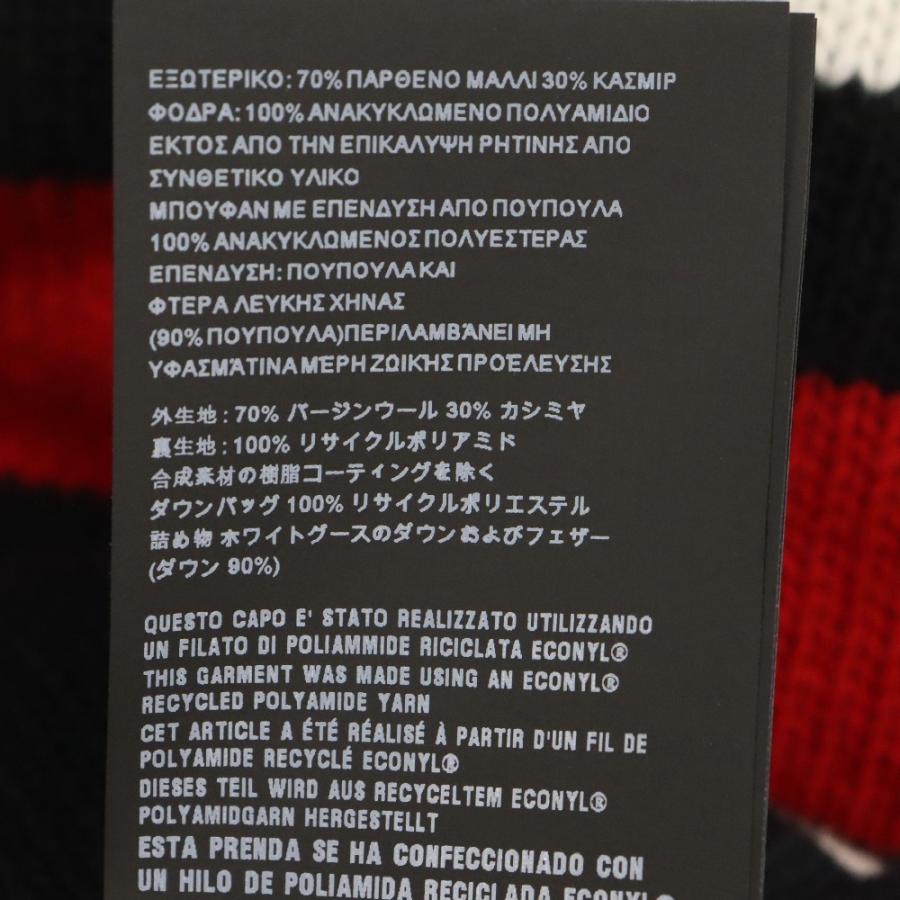 ΕΞΩΤΕΡΙΚΟ: 70% ΠΑΡΘΕΝΟ ΜΑΛΛΙ 30% ΚΑΣΜΙΡ
ΦΟΔΡΑ: 100% ΑΝΑΚΥΚΛΩΜΕΝΟ ΠΟΛΥΑΜΙΔΙΟ
ΕΚΤΟΣ ΑΠΟ ΤΗΝ ΕΠΙΚΑΛΥΨΗ ΡΗΤΙΝΗΣ ΑΠΟ
ΣΥΝΘΕΤΙΚΟ ΥΛΙΚΟ
ΜΠΟΥΦΑΝ ΜΕ ΕΠΕΝΔΥΣΗ ΑΠΟ ΠΟΥΠΟΥΛΑ
100% ΑΝΑΚΥΚΛΩΜΕΝΟΣ ΠΟΛΥΕΣΤΕΡΑΣ
ΕΠΕΝΔΥΣΗ: ΠΟΥΠΟΥΛΑ ΚΑΙ
ΦΤΕΡΑ ΛΕΥΚΗΣ ΧΗΝΑΣ
(90% ΠΟΥΠΟΥΛΑ)ΠΕΡΙΛΑΜΒΆΝΕΙ ΜΗ
ΥΦΑΣΜΆΤΙΝΑ ΜΈΡΗ ΖΩΙΚΉΣ ΠΡΟΈΛΕΥΣΗΣ
外生地 : 70% バージンウール 30% カシミヤ
裏生地 : 100% リサイクルポリアミド
合成素材の樹脂コーティングを除く
ダウンバッグ 100% リサイクルポリエステル
詰め物 ホワイトグースのダウンおよびフェザー
(ダウン 90%)
QUESTO CAPO E' STATO REALIZZATO UTILIZZANDO
UN FILATO DI POLIAMMIDE RICICLATA ECONYL®
THIS GARMENT WAS MADE USING AN ECONYL®
RECYCLED POLYAMIDE YARN
CET ARTICLE A ÉTÉ RÉALISÉ À PARTIR D'UN FIL DE
POLYAMIDE RECYCLÉ ECONYL®
DIESES TEIL WIRD AUS RECYCELTEM ECONYL®
POLYAMIDGARN HERGESTELLT
ESTA PRENDA SE HA CONFECCIONADO CON
UN HILO DE POLIAMIDA RECICLADA ECONYL®